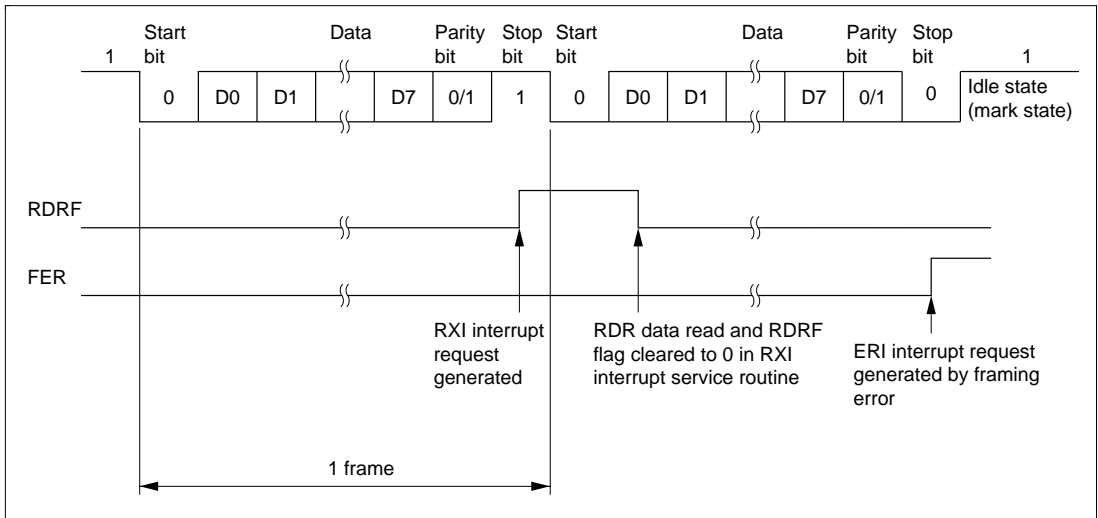 1
Start bit
Data
Parity bit
Stop bit
Start bit
Data
Parity bit
Stop bit
1
0 D0 D1 D7 0/1 1 0 D0 D1 D7 0/1 0
Idle state
(mark state)
RDRF
FER
RXI interrupt
request
generated
RDR data read and RDRF
flag cleared to 0 in RXI
interrupt service routine
ERI interrupt request
generated by framing
error
1 frame